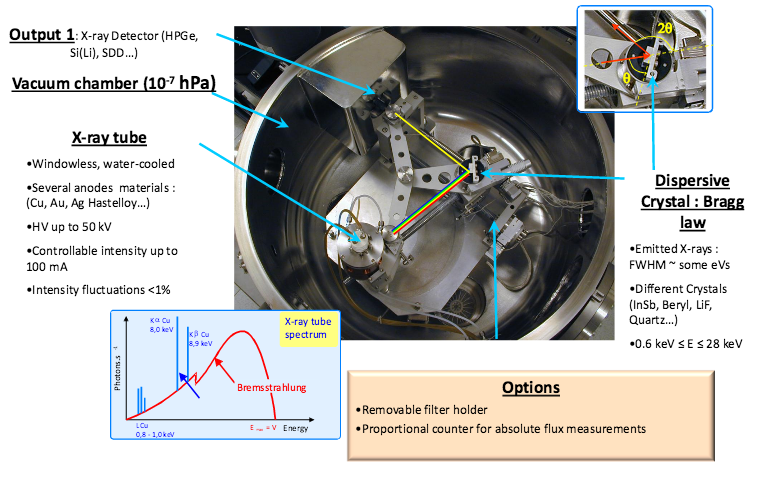 Output 1: X-ray Detector (HPGe,
Si(Li), SDD…)
Vacuum chamber (10-7 hPa)
X-ray tube
•Windowless, water-cooled
•Several anodes materials :
(Cu, Au, Ag Hastelloy…)
•HV up to 50 kV
•Controllable intensity up to
100 mA
•Intensity fluctuations <1%
2θ
θ
Dispersive
Crystal : Bragg
law
•Emitted X-rays :
FWHM ~ some eVs
•Different Crystals
(InSb, Beryl, LiF,
Quartz…)
•0.6 keV ≤ E ≤ 28 keV
X-ray tube
spectrum
Kα Cu
8,0 keV
Kβ Cu
8,9 keV
Photons.s-1
Bremsstrahlung
LCu
0,8 - 1,0keV
E max = V
Energy
Options
•Removable filter holder
•Proportional counter for absolute flux measurements